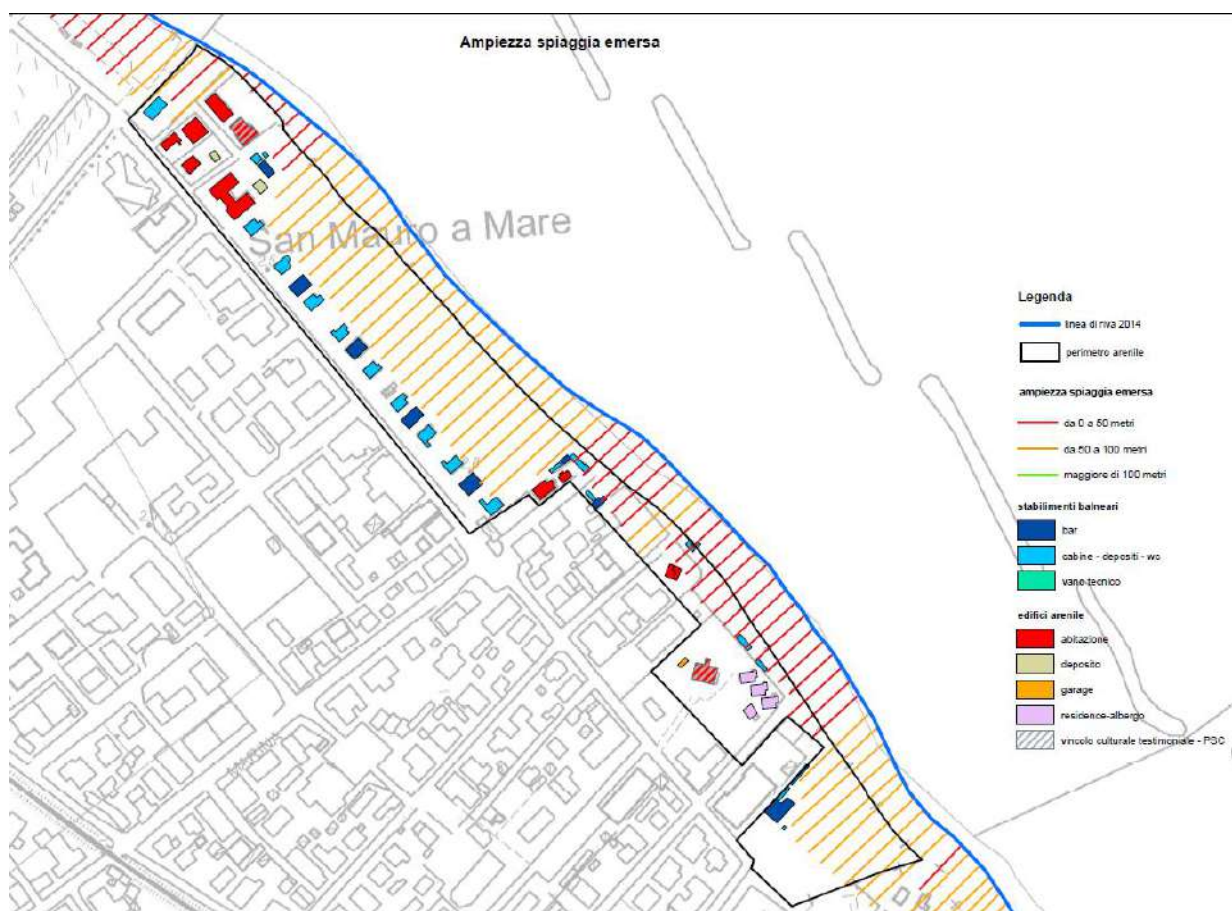 Ampiezza spiaggia emersa
San Mauro a Mare
Legenda
linea di riva 2014
perimetro arenile
ampiezza spiaggia emersa
da 0 a 50 metri
da 50 a 100 metri
maggiore di 100 metri
stabilimenti balneari
bar
cabine - depositi - wc
vano tecnico
edifici arenile
abitazione
deposito
garage
residence-albergo
vincolo culturale testimoniale - PSC